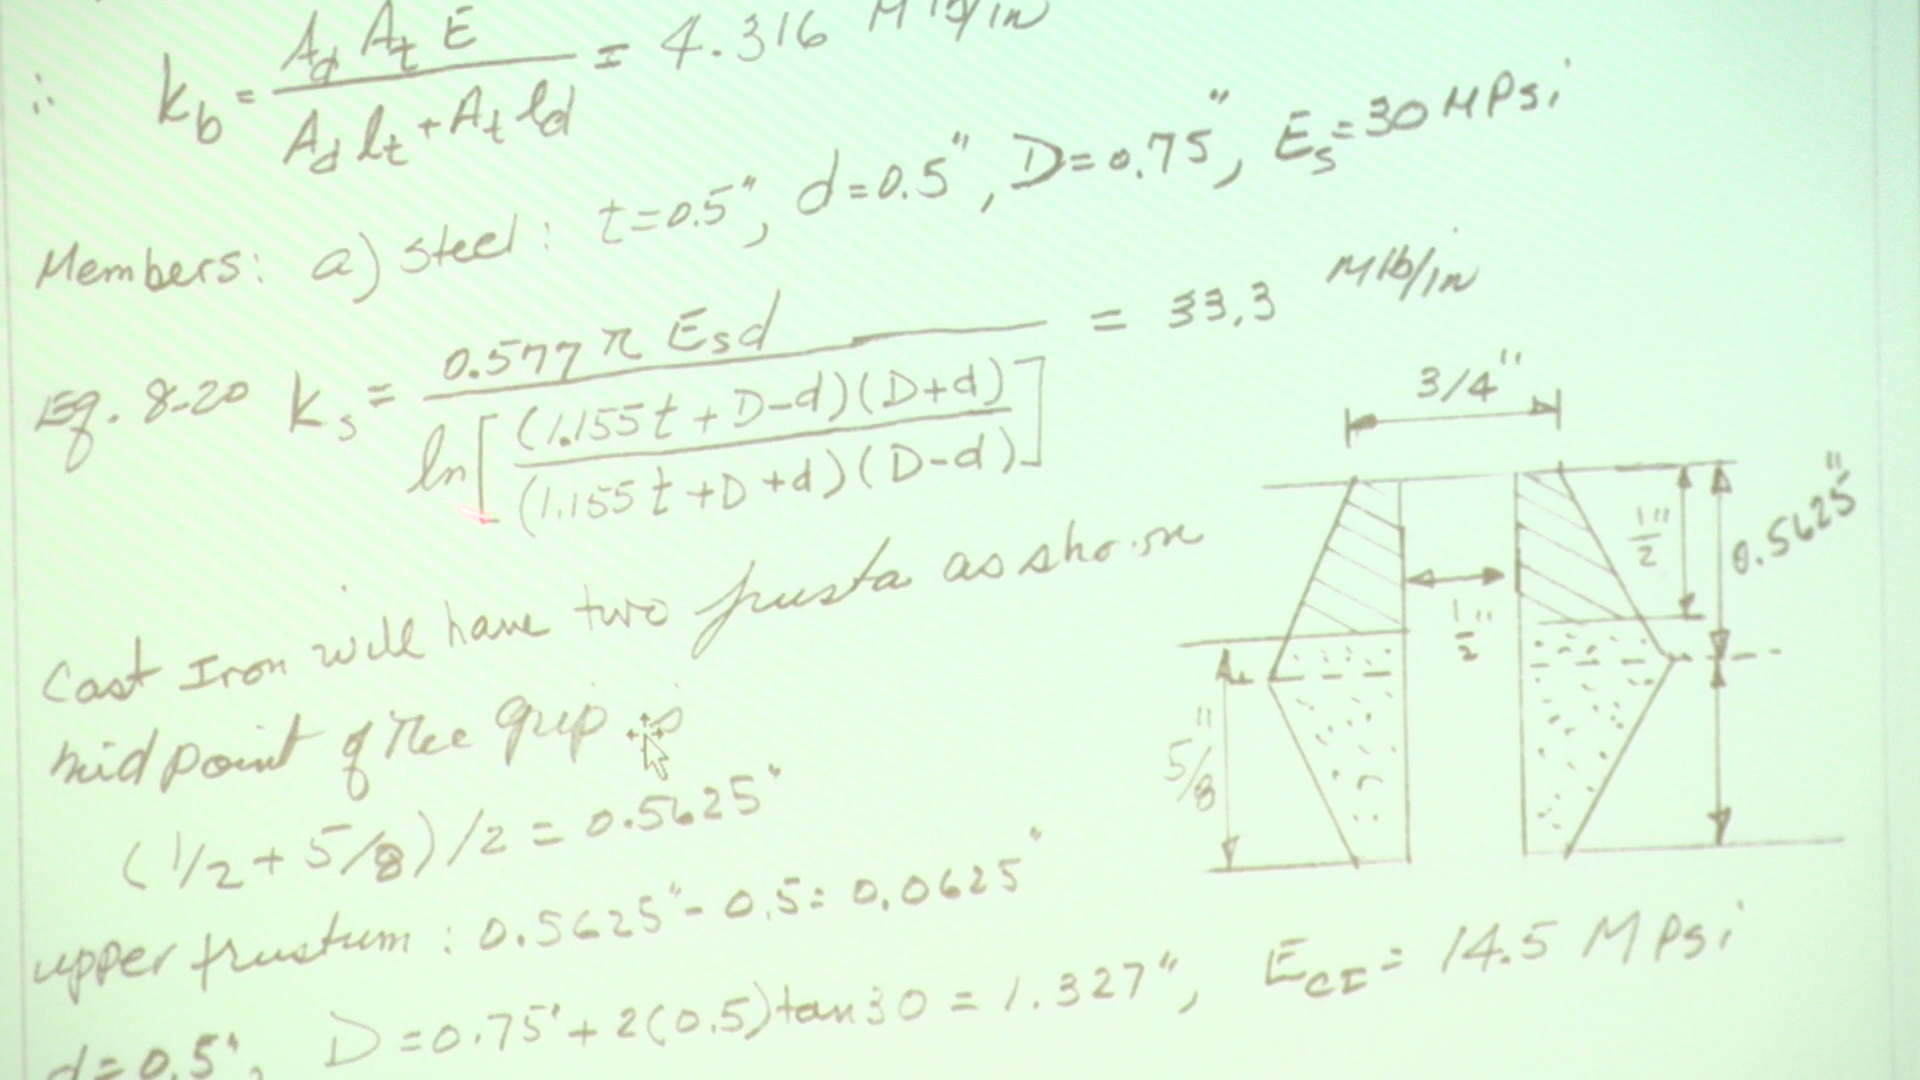 ∴ k_b = A_d A_t E / (A_d l_t + A_t l_d) = 4.316 Mlb/in
Members: a) steel: t=0.5", d=0.5", D=0.75", E_s=30 MPsi
Eq. 8-20 k_s = 0.577 π E_s d / ln[(1.155t + D-d)(D+d) / (1.155t + D + d)(D-d)] = 33.3 Mlb/in
Cast Iron will have two frusta as shown
midpoint of the grip is
(1/2 + 5/8)/2 = 0.5625"
upper frustum: 0.5625" - 0.5 = 0.0625"
d=0.5", D=0.75" + 2(0.5)tan30 = 1.327", E_CI = 14.5 MPsi
3/4"
1/2"
0.5625"
1/2"
5/8"